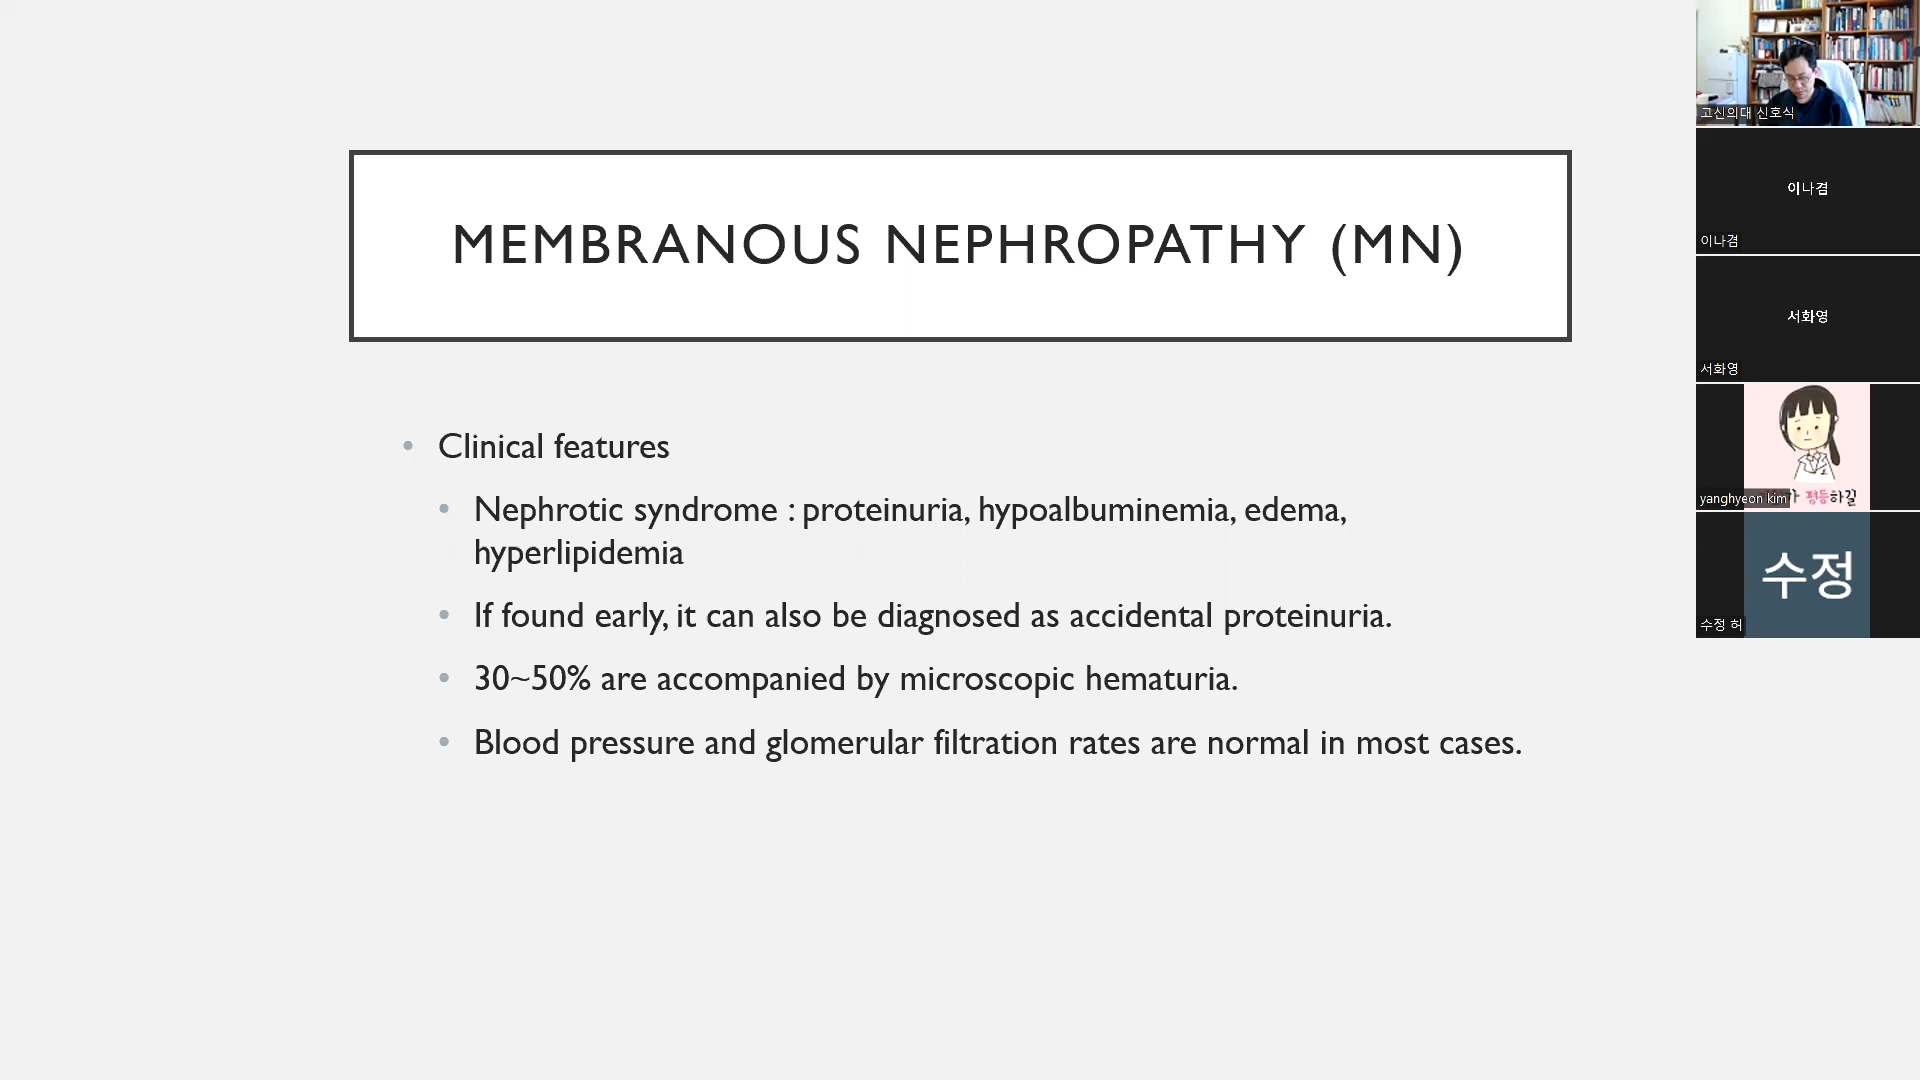 MEMBRANOUS NEPHROPATHY (MN)
• Clinical features
• Nephrotic syndrome : proteinuria, hypoalbuminemia, edema,
hyperlipidemia
• If found early, it can also be diagnosed as accidental proteinuria.
• 30~50% are accompanied by microscopic hematuria.
• Blood pressure and glomerular filtration rates are normal in most cases.
고신의대 신호식
이나겸
이나겸
서화영
서화영
평등하길
yanghyeon kim
수정
수정 허